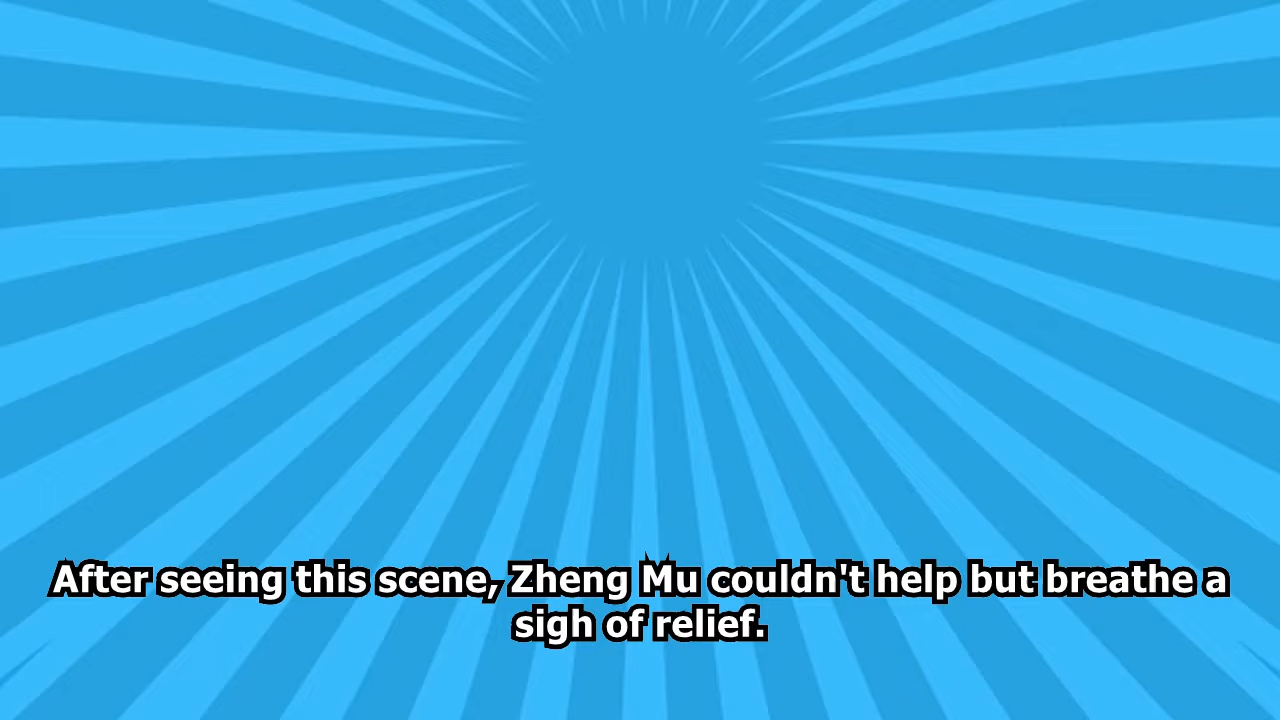 After seeing this scene, Zheng Mu couldn't help but breathe a
sigh of relief.